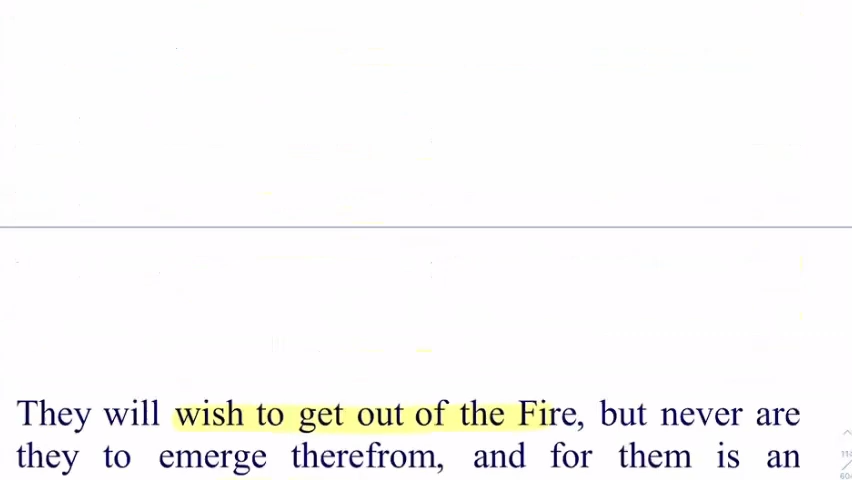 They will wish to get out of the Fire, but never are
they to emerge therefrom, and for them is an